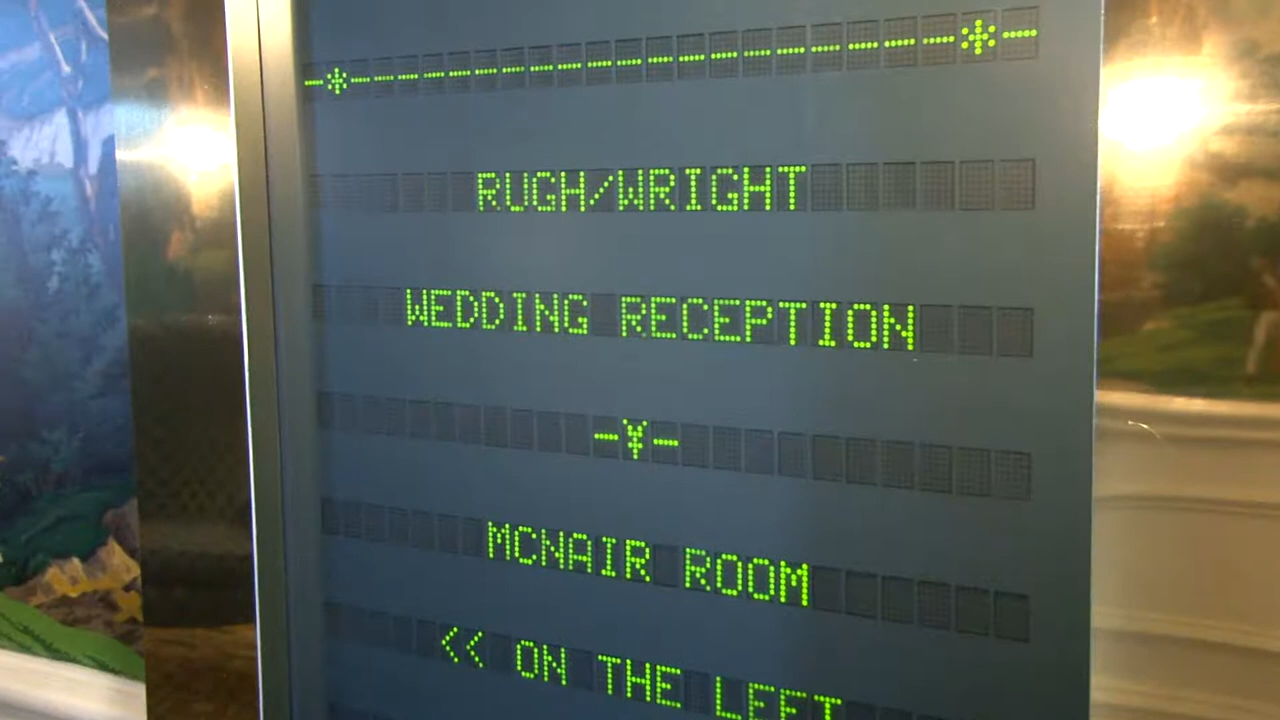 -*-----------------*-
RUGH/WRIGHT
WEDDING RECEPTION
-¥-
MCNAIR ROOM
<< ON THE LEFT